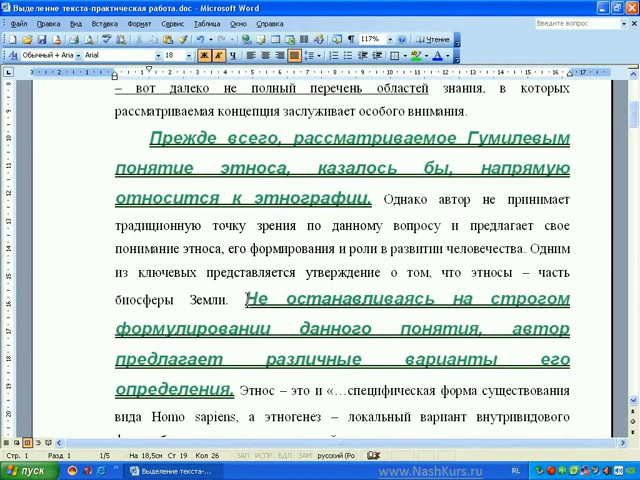 Выделение текста-практическая работа.doc - Microsoft Word
Файл Правка Вид Вставка Формат Сервис Таблица Окно Справка
Введите вопрос
117% Чтение
Обычный + Aria Arial 18 Ж К Ч
– вот далеко не полный перечень областей знания, в которых
рассматриваемая концепция заслуживает особого внимания.
Прежде всего, рассматриваемое Гумилевым
понятие этноса, казалось бы, напрямую
относится к этнографии. Однако автор не принимает
традиционную точку зрения по данному вопросу и предлагает свое
понимание этноса, его формирования и роли в развитии человечества. Одним
из ключевых представляется утверждение о том, что этносы – часть
биосферы Земли. Не останавливаясь на строгом
формулировании данного понятия, автор
предлагает различные варианты его
определения. Этнос – это и «…специфическая форма существования
вида Homo sapiens, а этногенез – локальный вариант внутривидового
Стр. 1 Разд 1 1/5 На 18,5см Ст 19 Кол 26 ЗАП ИСПР ВДЛ ЗАМ русский (Ро
пуск
Выделение текста-...
www.NashKurs.ru
RL